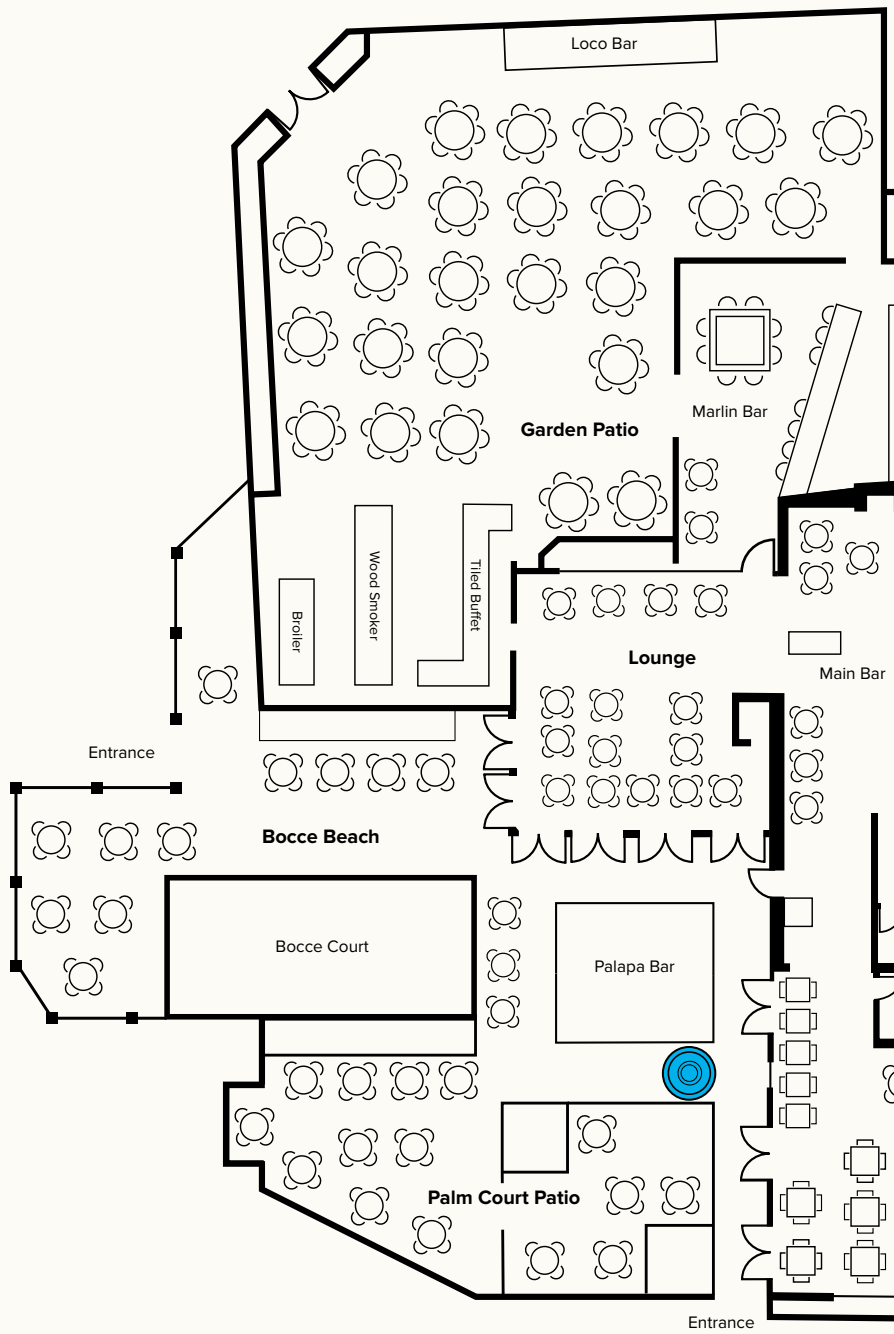 Loco Bar
Marlin Bar
Garden Patio
Wood Smoker
Tiled Buffet
Broiler
Lounge
Main Bar
Entrance
Bocce Beach
Bocce Court
Palapa Bar
Palm Court Patio
Entrance